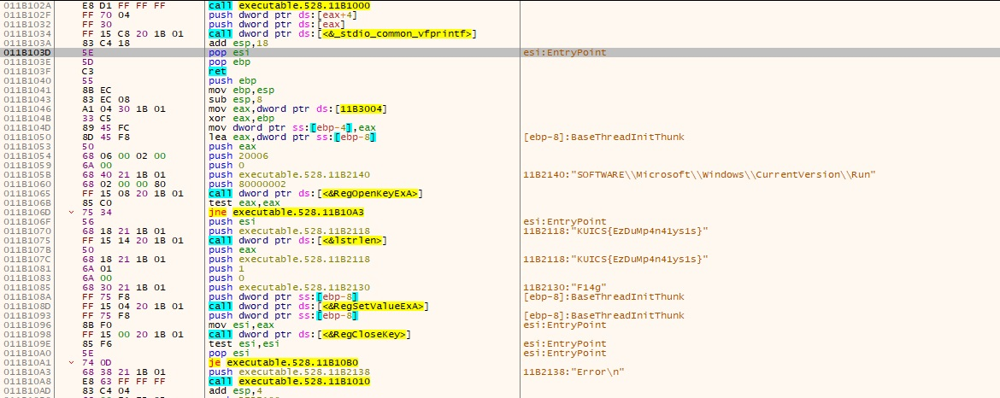 011B102A E8 D1 FF FF FF call executable.528.11B1000
011B102F FF 70 04 push dword ptr ds:[eax+4]
011B1032 FF 30 push dword ptr ds:[eax]
011B1034 FF 15 C8 20 1B 01 call dword ptr ds:[<&_stdio_common_vfprintf>]
011B103A 83 C4 18 add esp,18
011B103D 5E pop esi esi:EntryPoint
011B103E 5D pop ebp
011B103F C3 ret
011B1040 55 push ebp
011B1041 8B EC mov ebp,esp
011B1043 83 EC 08 sub esp,8
011B1046 A1 04 30 1B 01 mov eax,dword ptr ds:[11B3004]
011B104B 33 C5 xor eax,ebp
011B104D 89 45 FC mov dword ptr ss:[ebp-4],eax
011B1050 8D 45 F8 lea eax,dword ptr ss:[ebp-8] [ebp-8]:BaseThreadInitThunk
011B1053 50 push eax
011B1054 68 06 00 02 00 push 20006
011B1059 6A 00 push 0
011B105B 68 40 21 1B 01 push executable.528.11B2140 11B2140:"SOFTWARE\\Microsoft\\Windows\\CurrentVersion\\Run"
011B1060 68 02 00 00 80 push 80000002
011B1065 FF 15 08 20 1B 01 call dword ptr ds:[<&RegOpenKeyExA>]
011B106B 85 C0 test eax,eax
011B106D 75 34 jne executable.528.11B10A3
011B106F 56 push esi esi:EntryPoint
011B1070 68 18 21 1B 01 push executable.528.11B2118 11B2118:"KUICS{EzDuMp4n41ys1s}"
011B1075 FF 15 14 20 1B 01 call dword ptr ds:[<&lstrlen>]
011B107B 50 push eax
011B107C 68 18 21 1B 01 push executable.528.11B2118 11B2118:"KUICS{EzDuMp4n41ys1s}"
011B1081 6A 01 push 1
011B1083 6A 00 push 0
011B1085 68 30 21 1B 01 push executable.528.11B2130 11B2130:"F14g"
011B108A FF 75 F8 push dword ptr ss:[ebp-8] [ebp-8]:BaseThreadInitThunk
011B108D FF 15 04 20 1B 01 call dword ptr ds:[<&RegSetValueExA>]
011B1093 FF 75 F8 push dword ptr ss:[ebp-8] [ebp-8]:BaseThreadInitThunk
011B1096 8B F0 mov esi,eax esi:EntryPoint
011B1098 FF 15 00 20 1B 01 call dword ptr ds:[<&RegCloseKey>]
011B109E 85 F6 test esi,esi esi:EntryPoint
011B10A0 5E pop esi esi:EntryPoint
011B10A1 74 0D je executable.528.11B10B0
011B10A3 68 38 21 1B 01 push executable.528.11B2138 11B2138:"Error\n"
011B10A8 E8 63 FF FF FF call executable.528.11B1010
011B10AD 83 C4 04 add esp,4